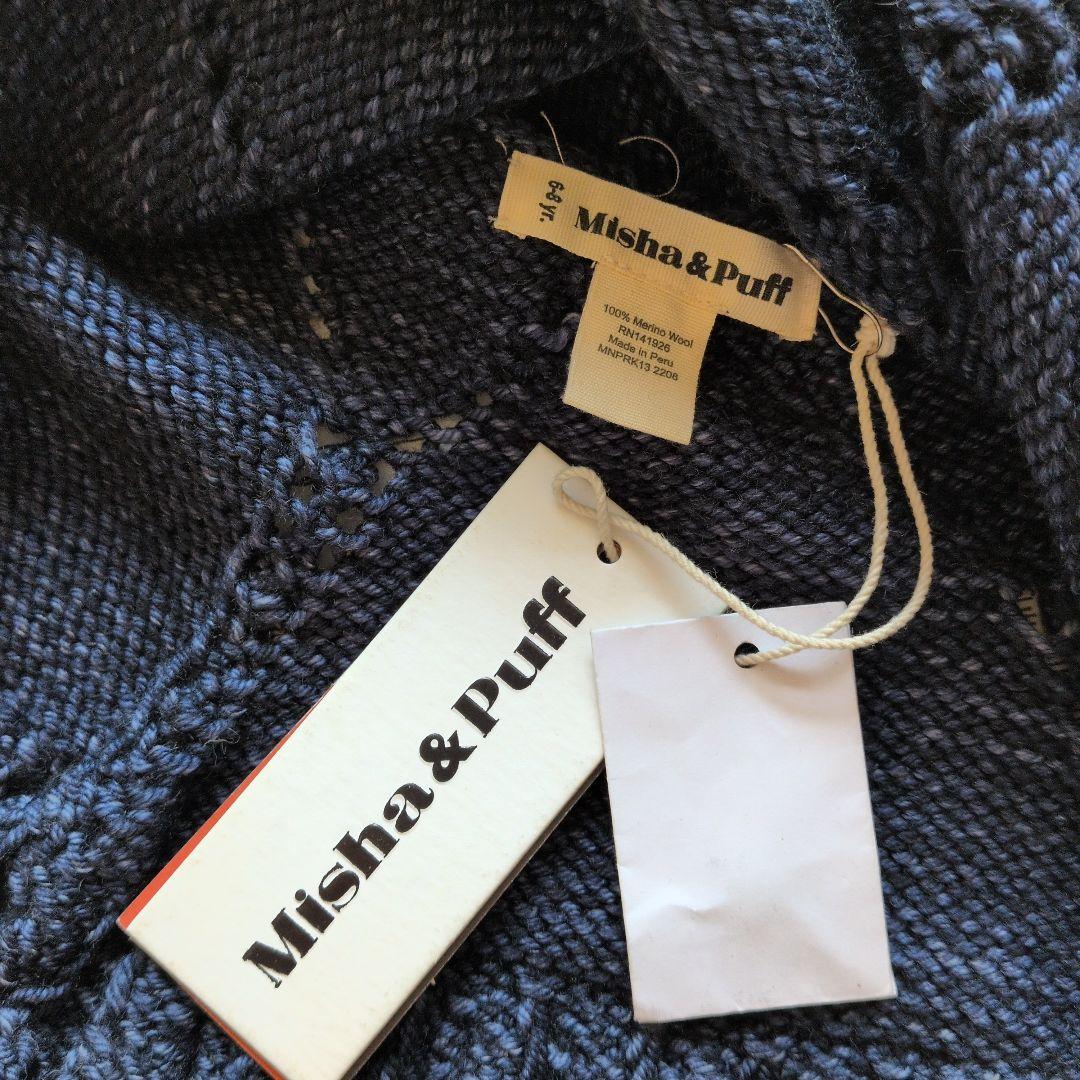 6-8 yr.
Misha & Puff
100% Merino Wool
RN141926
Made in Peru
MNPRK13 2208
Misha & Puff